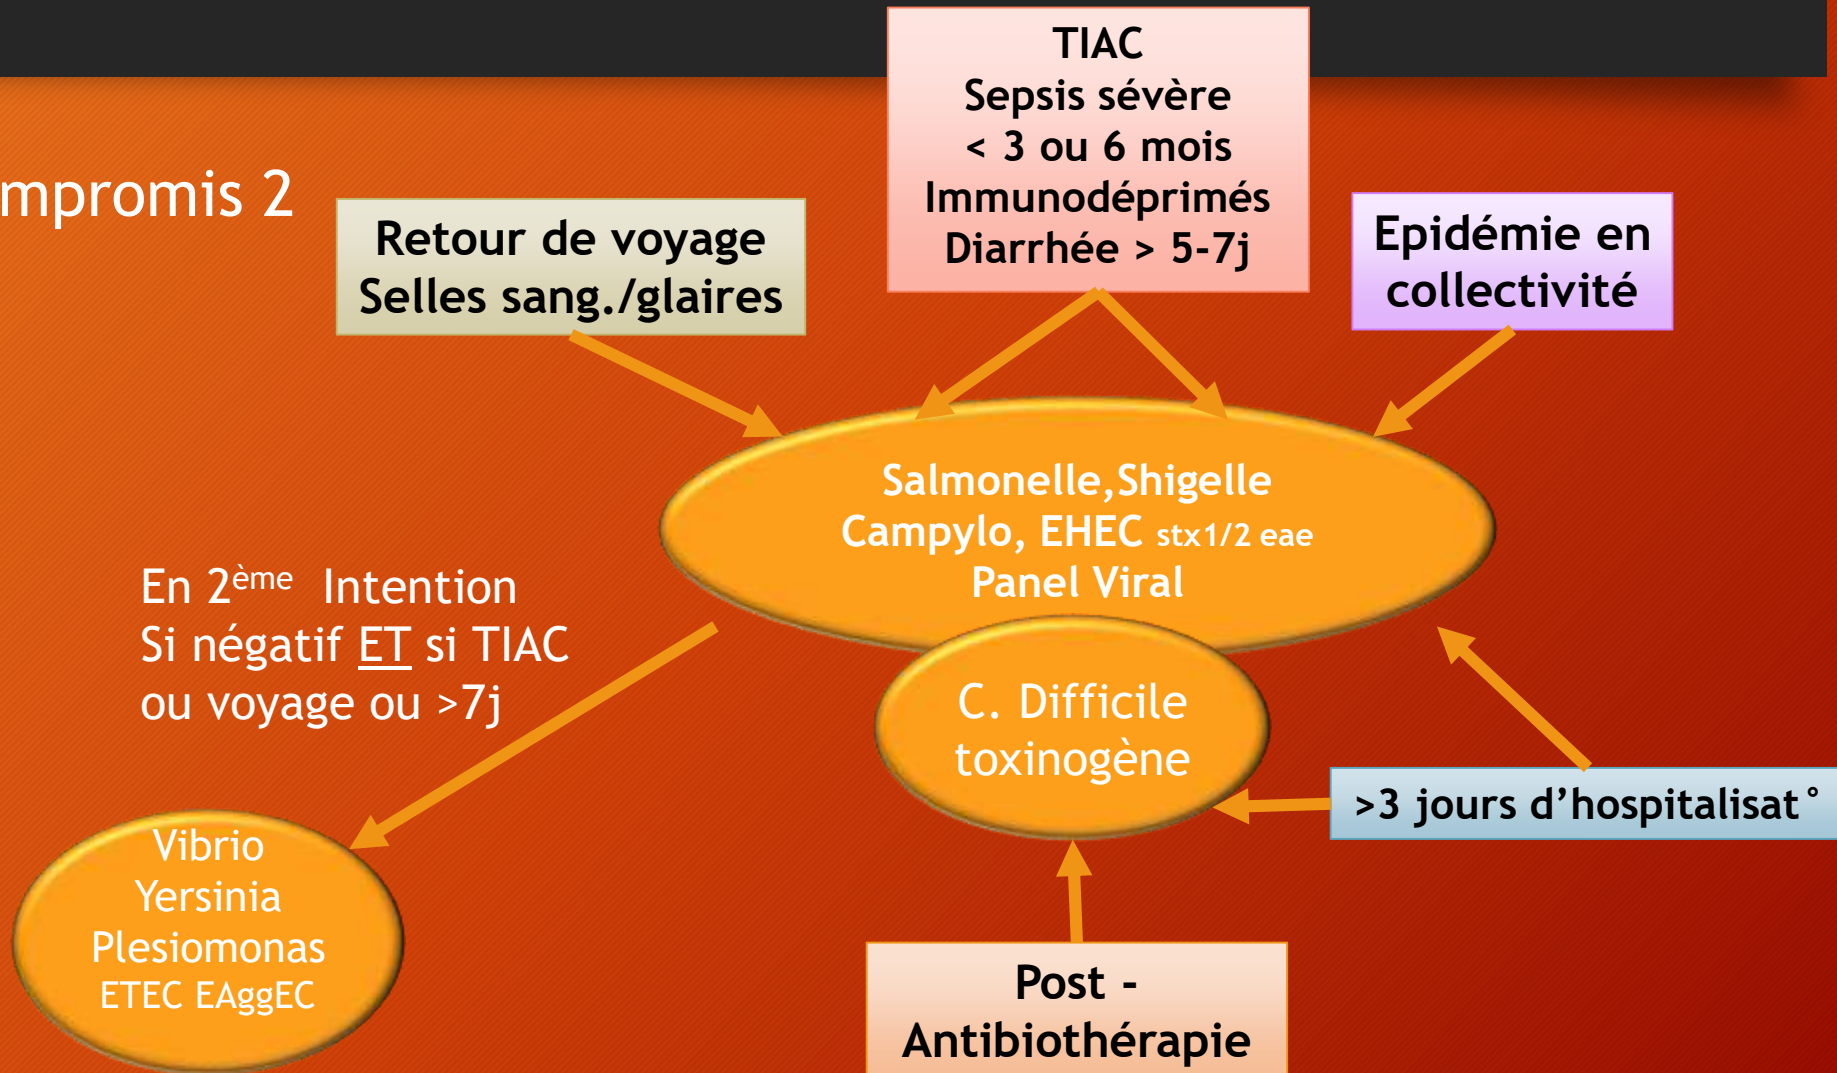 mpromis 2
TIAC
Sepsis sévère
< 3 ou 6 mois
Immunodéprimés
Diarrhée > 5-7j
Retour de voyage
Selles sang./glaires
Epidémie en
collectivité
Salmonelle,Shigelle
Campylo, EHEC stx1/2 eae
Panel Viral
En 2ème Intention
Si négatif ET si TIAC
ou voyage ou >7j
C. Difficile
toxinogène
>3 jours d’hospitalisat°
Vibrio
Yersinia
Plesiomonas
ETEC EAggEC
Post -
Antibiothérapie